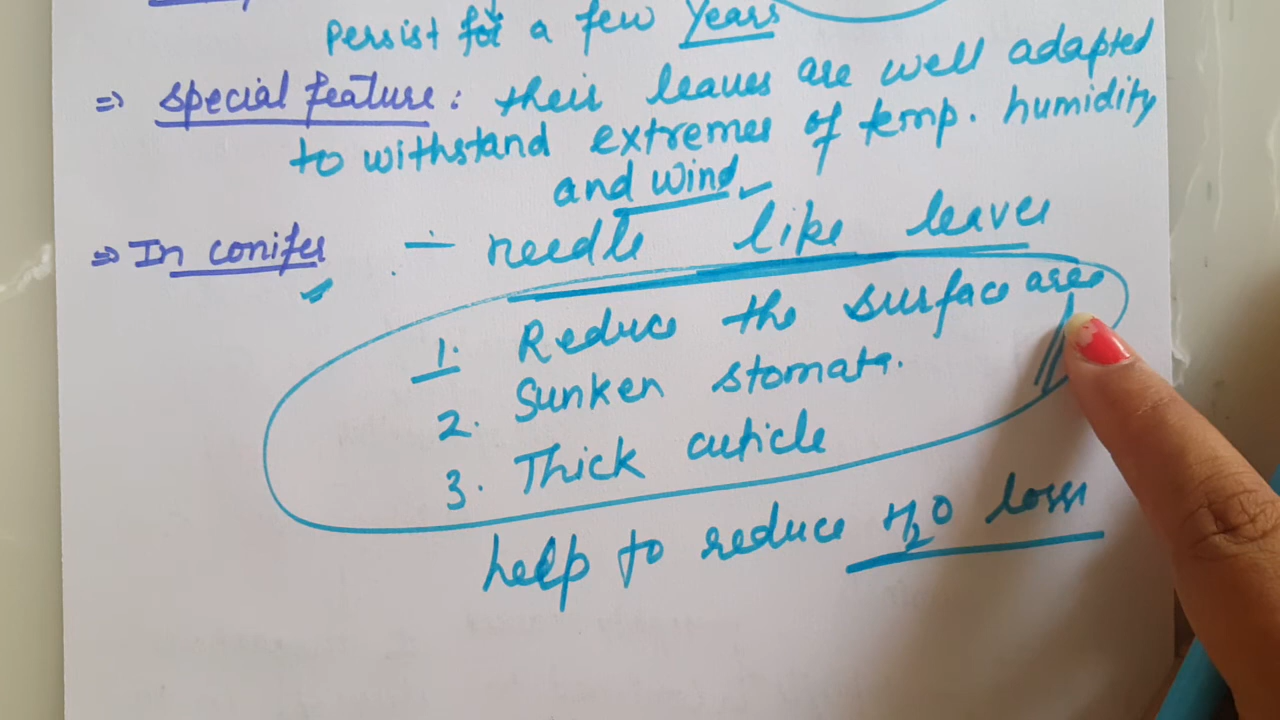 Persist for a few years
=> special feature : their leaves are well adapted
to withstand extremes of temp. humidity
and wind
=> In conifer - needle like leaves
1. Reduce the surface area
2. Sunken stomata.
3. Thick cuticle
help to reduce H2O loss